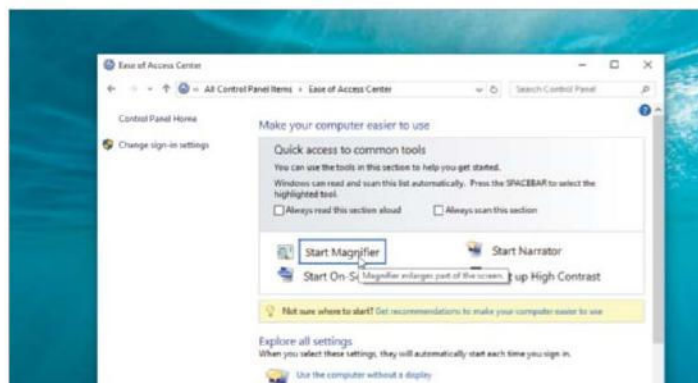 Ease of Access Center
All Control Panel Items › Ease of Access Center
Search Control Panel
Control Panel Home
Change sign-in settings
Make your computer easier to use
Quick access to common tools
You can use the tools in this section to help you get started.
Windows can read and scan this list automatically. Press the SPACEBAR to select the
highlighted tool.
Always read this section aloud Always scan this section
Start Magnifier Start Narrator
Start On-S Magnifier enlarges part of the screen. t up High Contrast
Not sure where to start? Get recommendations to make your computer easier to use
Explore all settings
When you select these settings, they will automatically start each time you sign in.
Use the computer without a display